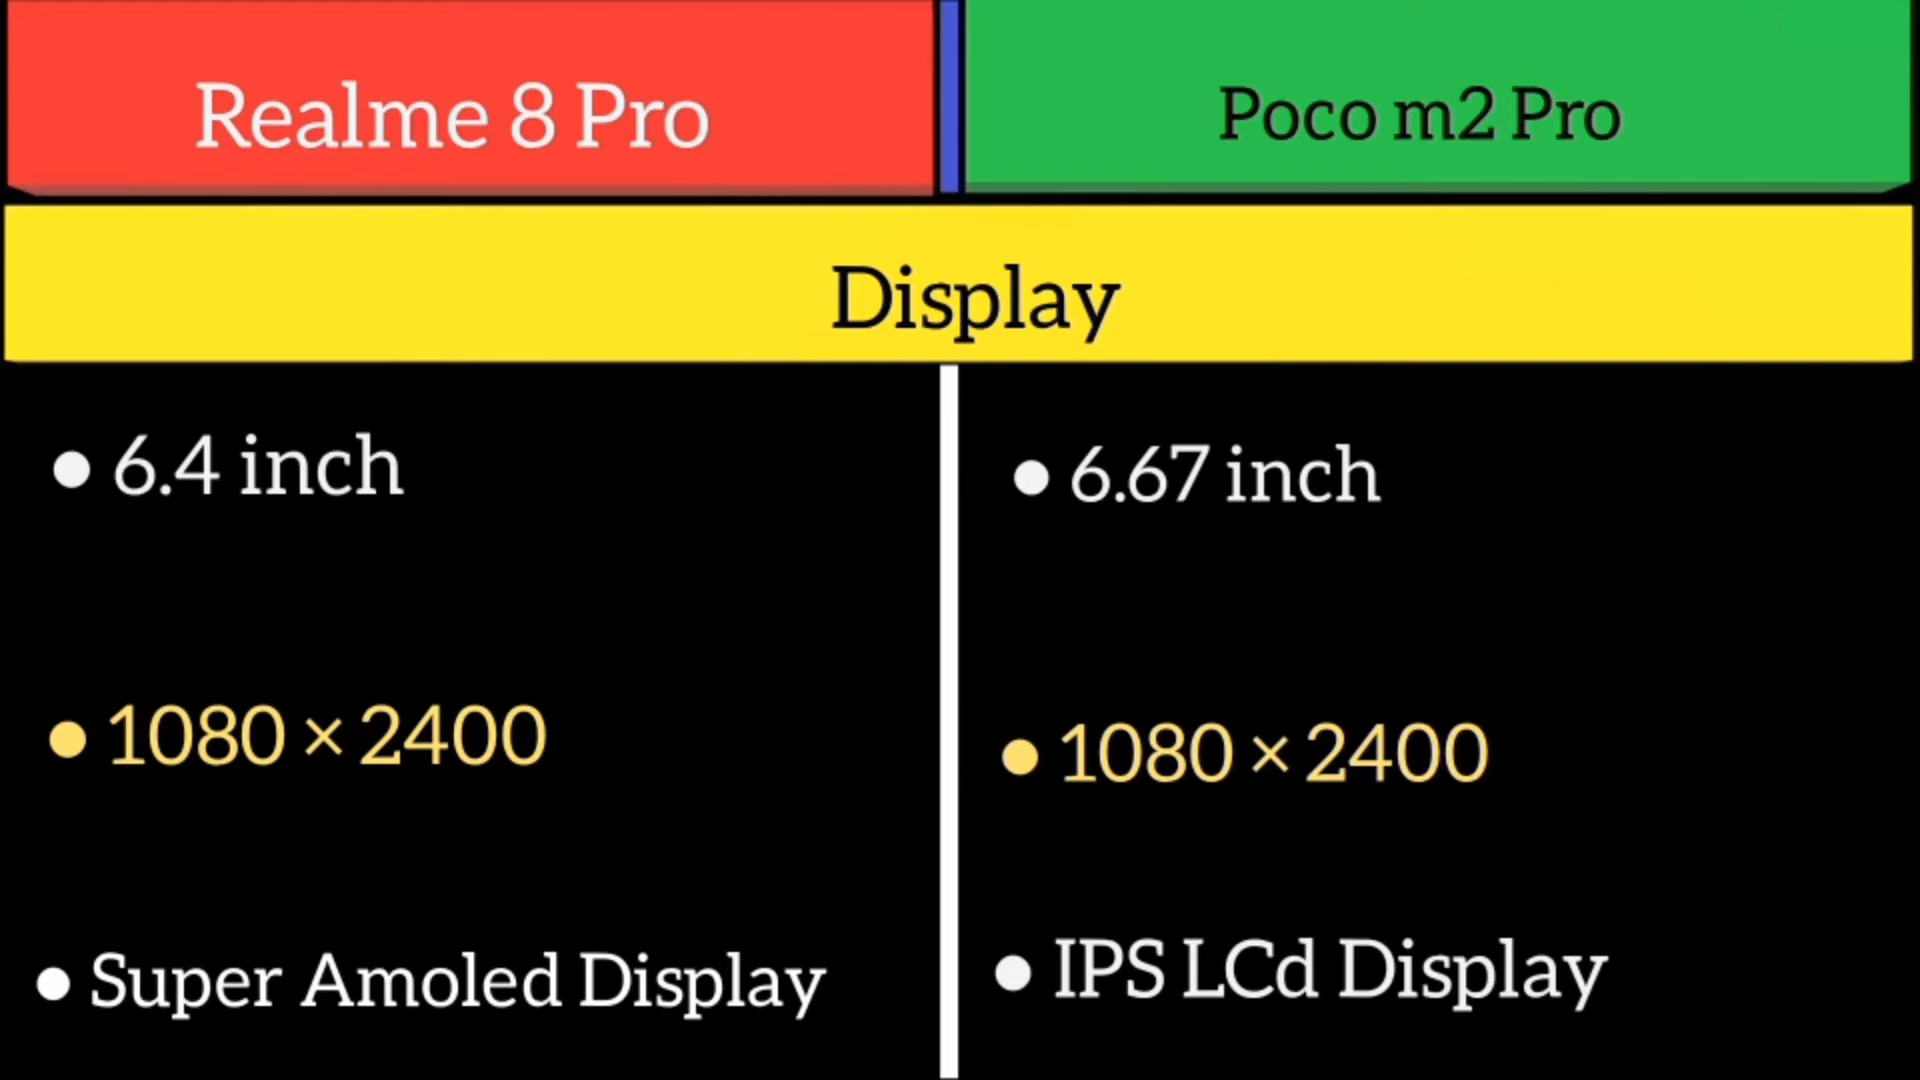 Realme 8 Pro
Poco m2 Pro
Display
● 6.4 inch
● 6.67 inch
● 1080 × 2400
● 1080 × 2400
● Super Amoled Display
● IPS LCd Display